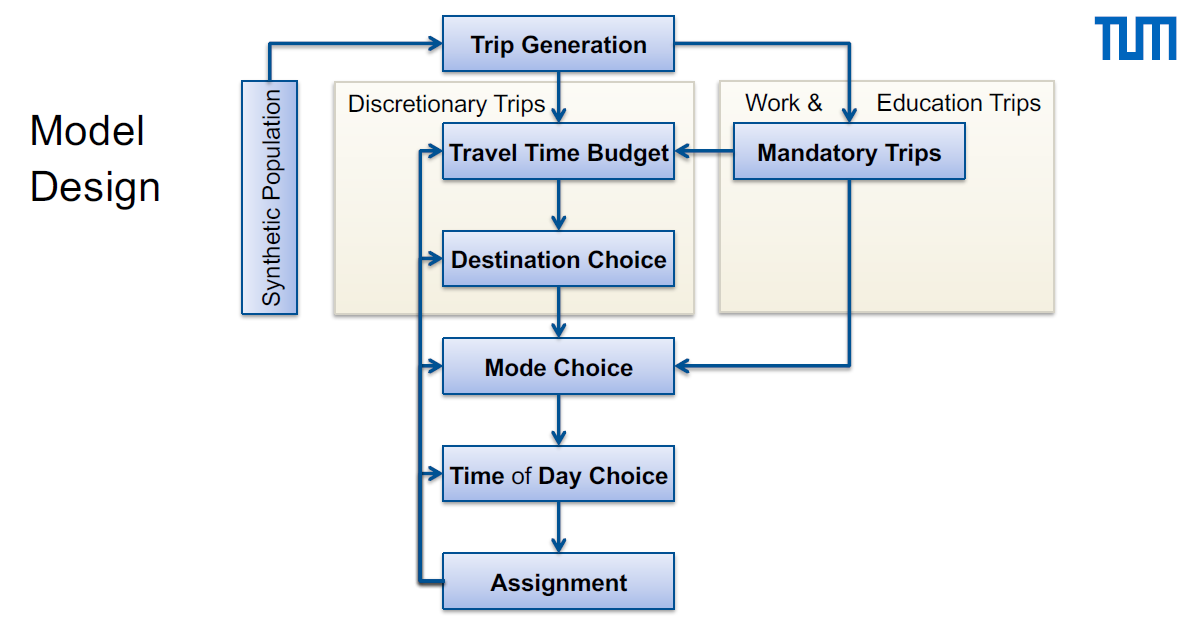 Model
Design
TUM
Synthetic Population
Trip Generation
Discretionary Trips
Work & Education Trips
Travel Time Budget
Mandatory Trips
Destination Choice
Mode Choice
Time of Day Choice
Assignment